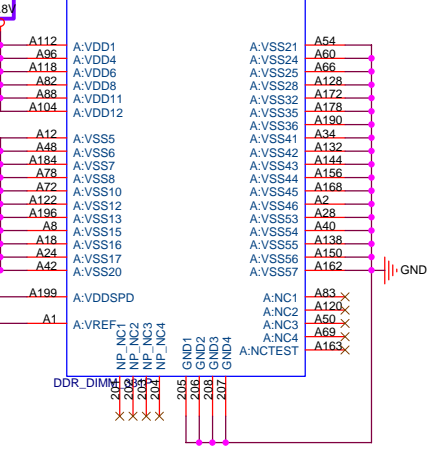 .8V
A112 A:VDD1
A96 A:VDD4
A118 A:VDD6
A82 A:VDD8
A88 A:VDD11
A104 A:VDD12
A12 A:VSS5
A48 A:VSS6
A184 A:VSS7
A78 A:VSS8
A72 A:VSS10
A122 A:VSS12
A196 A:VSS13
A8 A:VSS15
A18 A:VSS16
A24 A:VSS17
A42 A:VSS20
A199 A:VDDSPD
A1 A:VREF
A:VSS21 A54
A:VSS24 A60
A:VSS25 A66
A:VSS28 A128
A:VSS32 A172
A:VSS35 A178
A:VSS36 A190
A:VSS41 A34
A:VSS42 A132
A:VSS43 A144
A:VSS44 A156
A:VSS45 A168
A:VSS46 A2
A:VSS53 A28
A:VSS54 A40
A:VSS55 A138
A:VSS56 A150
A:VSS57 A162
GND
A:NC1 A83
A:NC2 A120
A:NC3 A50
A:NC4 A69
A:NCTEST A163
NP_NC1
NP_NC2
NP_NC3
NP_NC4
GND1
GND2
GND3
GND4
DDR_DIMM
201
204
205
206
208
207